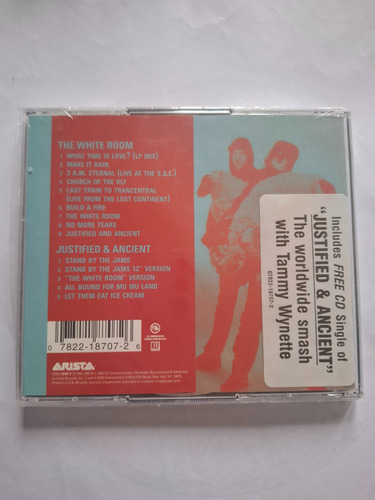 THE WHITE ROOM
1 WHAT TIME IS LOVE? (LP MIX)
2 MAKE IT RAIN
3 3 A.M. ETERNAL (LIVE AT THE S.S.L.)
4 CHURCH OF THE KLF
5 LAST TRAIN TO TRANCENTRAL
(LIVE FROM THE LOST CONTINENT)
6 BUILD A FIRE
7 THE WHITE ROOM
8 NO MORE TEARS
9 JUSTIFIED AND ANCIENT
JUSTIFIED & ANCIENT
1 STAND BY THE JAMS
2 STAND BY THE JAMS 12" VERSION
3 "THE WHITE ROOM" VERSION
4 ALL BOUND FOR MU MU LAND
5 LET THEM EAT ICE CREAM
0 7822-18707-2 6
ARISTA
Includes FREE CD Single of
"JUSTIFIED & ANCIENT"
The worldwide smash
with Tammy Wynette
07822-18707-2